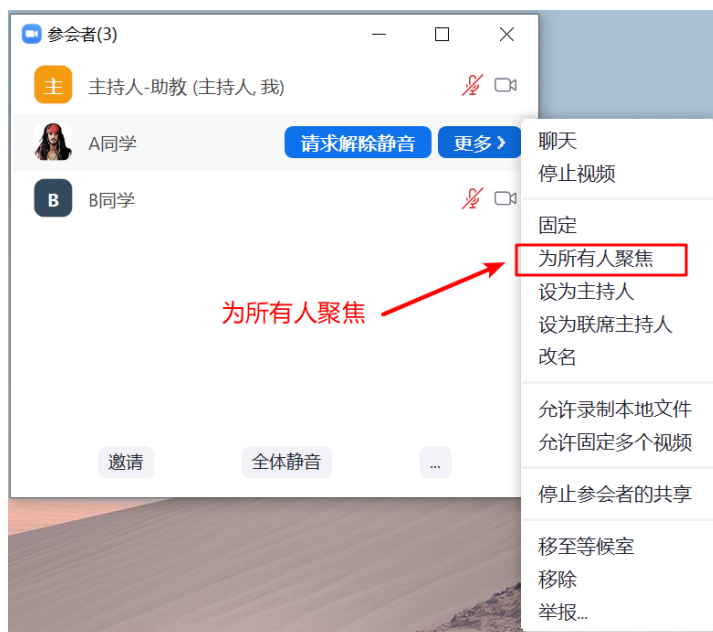 参会者(3)
主 主持人-助教 (主持人, 我)
A同学 请求解除静音 更多 >
B B同学
聊天
停止视频
固定
为所有人聚焦
设为主持人
设为联席主持人
改名
允许录制本地文件
允许固定多个视频
停止参会者的共享
移至等候室
移除
举报...
为所有人聚焦
邀请 全体静音 ...